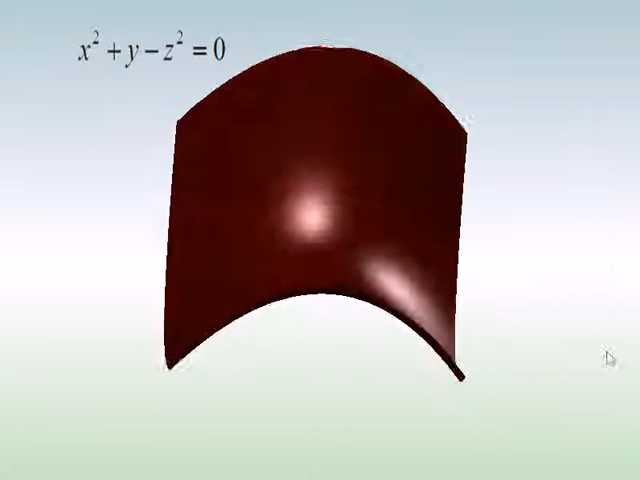 x² + y − z² = 0